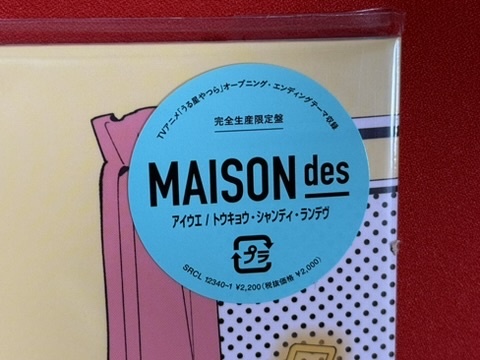 TVアニメ「うる星やつら」オープニング・エンディングテーマ収録
完全生産限定盤
MAISON des
アイウエ / トウキョウ・シャンディ・ランデヴ
プラ
SRCL 12340~1 ¥2,200(税抜価格 ¥2,000)